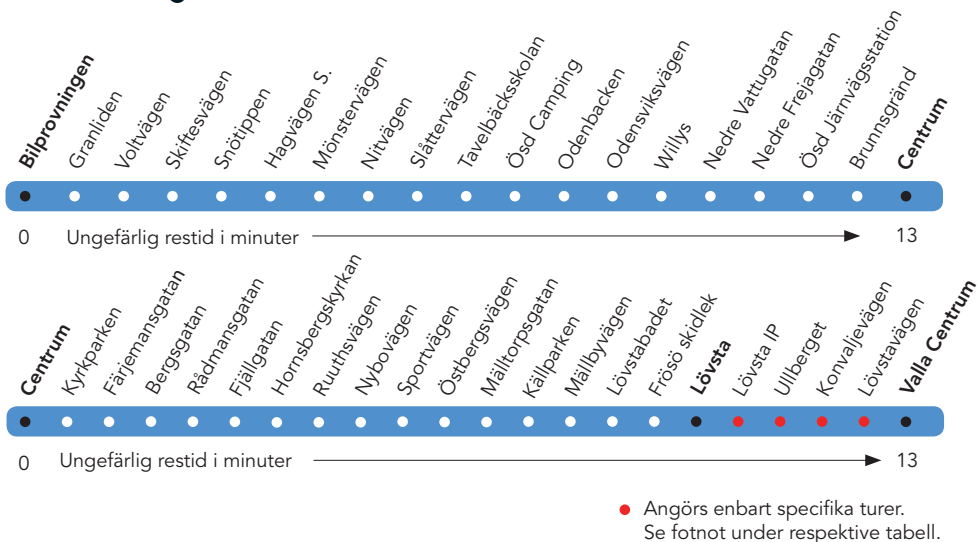 Bilprovningen
Granliden
Voltvägen
Skiftesvägen
Snötippen
Hagvägen S.
Mönstervägen
Nitvägen
Slåttervägen
Tavelbäcksskolan
Ösd Camping
Odenbacken
Odensviksvägen
Willys
Nedre Vattugatan
Nedre Frejagatan
Ösd Järnvägsstation
Brunnsgränd
Centrum
0 Ungefärlig restid i minuter 13
Centrum
Kyrkparken
Färjemansgatan
Bergsgatan
Rådmansgatan
Fjällgatan
Hornsbergskyrkan
Ruuthsvägen
Nybovägen
Sportvägen
Östbergsvägen
Mälltorpsgatan
Källparken
Mällbyvägen
Lövstabadet
Frösö skidlek
Lövsta
Lövsta IP
Ullberget
Konvaljevägen
Lövstavägen
Valla Centrum
0 Ungefärlig restid i minuter 13
Angörs enbart specifika turer.
Se fotnot under respektive tabell.